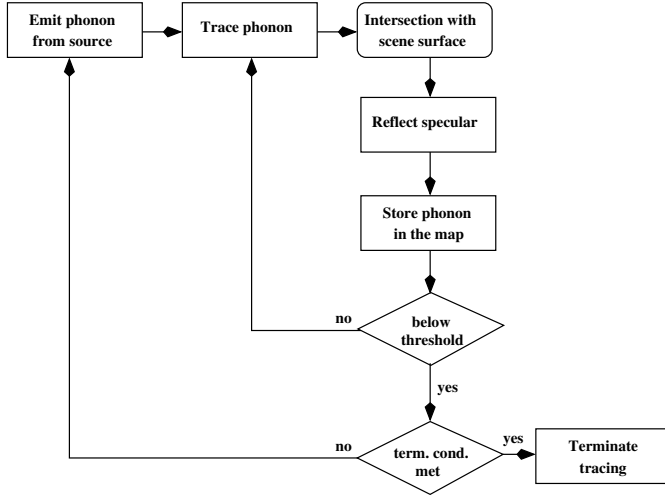 Emit phonon
from source
Trace phonon
Intersection with
scene surface
Reflect specular
Store phonon
in the map
no
below
threshold
yes
no
term. cond.
met
yes
Terminate
tracing